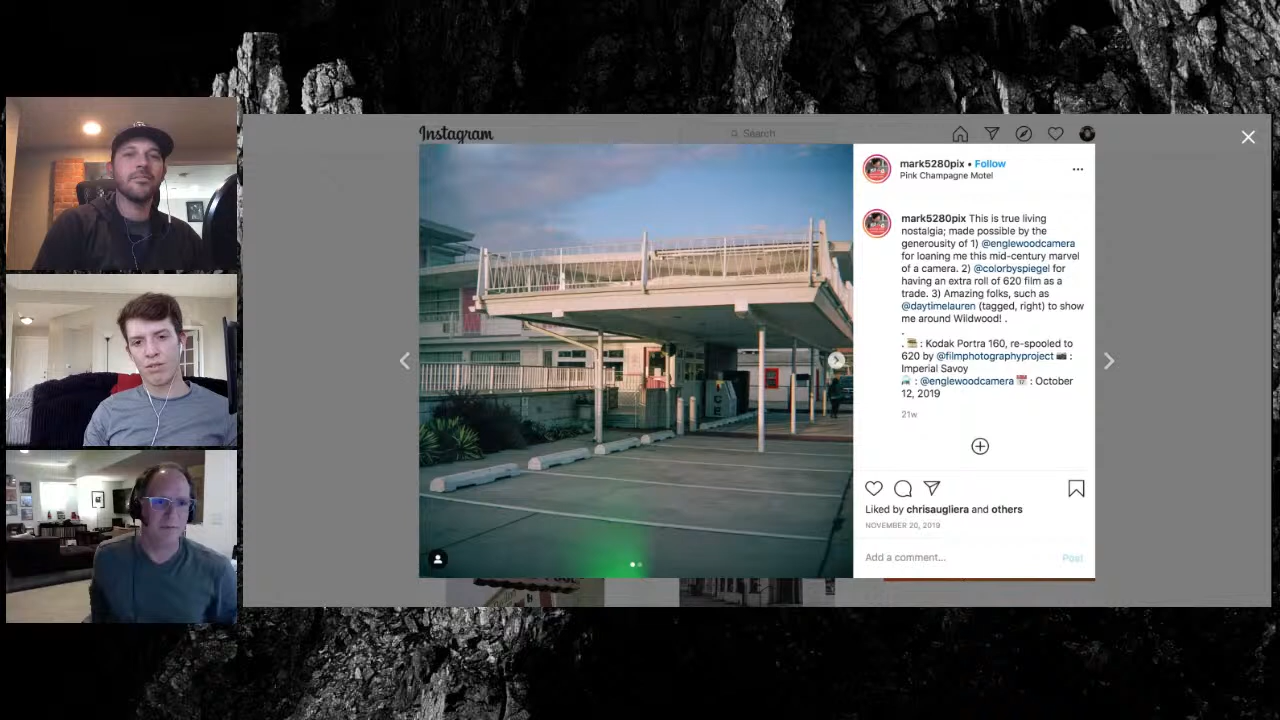 Instagram
Search
mark5280pix • Follow
Pink Champagne Motel
mark5280pix This is true living
nostalgia; made possible by the
generousity of 1) @englewoodcamera
for loaning me this mid-century marvel
of a camera. 2) @colorbyspiegel for
having an extra roll of 620 film as a
trade. 3) Amazing folks, such as
@daytimelauren (tagged, right) to show
me around Wildwood! .
.
. : Kodak Portra 160, re-spooled to
620 by @filmphotographyproject :
Imperial Savoy
: @englewoodcamera : October
12, 2019
21w
ICE
Liked by chrisaugliera and others
NOVEMBER 20, 2019
Add a comment...
Post